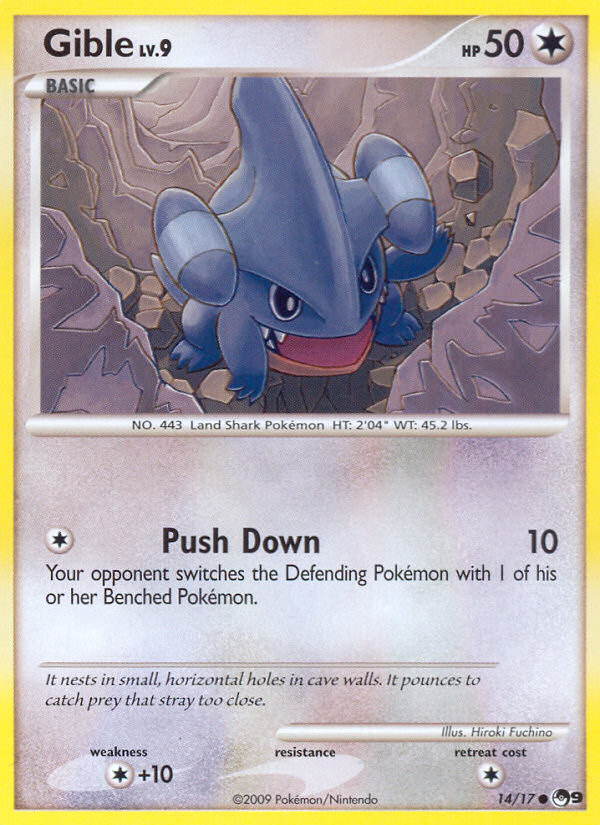 Gible LV.9
HP 50
BASIC
NO. 443 Land Shark Pokémon HT: 2'04" WT: 45.2 lbs.
Push Down 10
Your opponent switches the Defending Pokémon with 1 of his
or her Benched Pokémon.
It nests in small, horizontal holes in cave walls. It pounces to
catch prey that stray too close.
Illus. Hiroki Fuchino
weakness resistance retreat cost
+10
©2009 Pokémon/Nintendo
14/17 ● 9